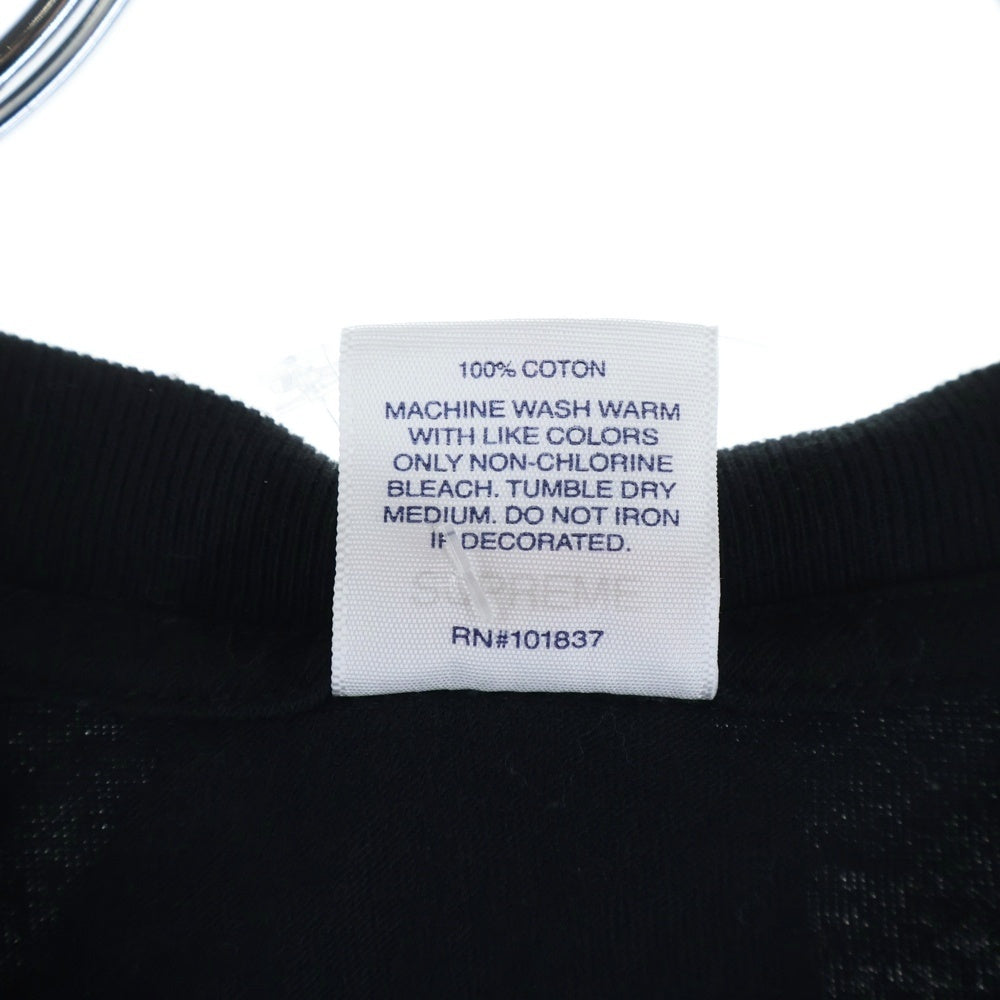 100% COTON
MACHINE WASH WARM
WITH LIKE COLORS
ONLY NON-CHLORINE
BLEACH. TUMBLE DRY
MEDIUM. DO NOT IRON
IF DECORATED.
SUPREME
RN#101837